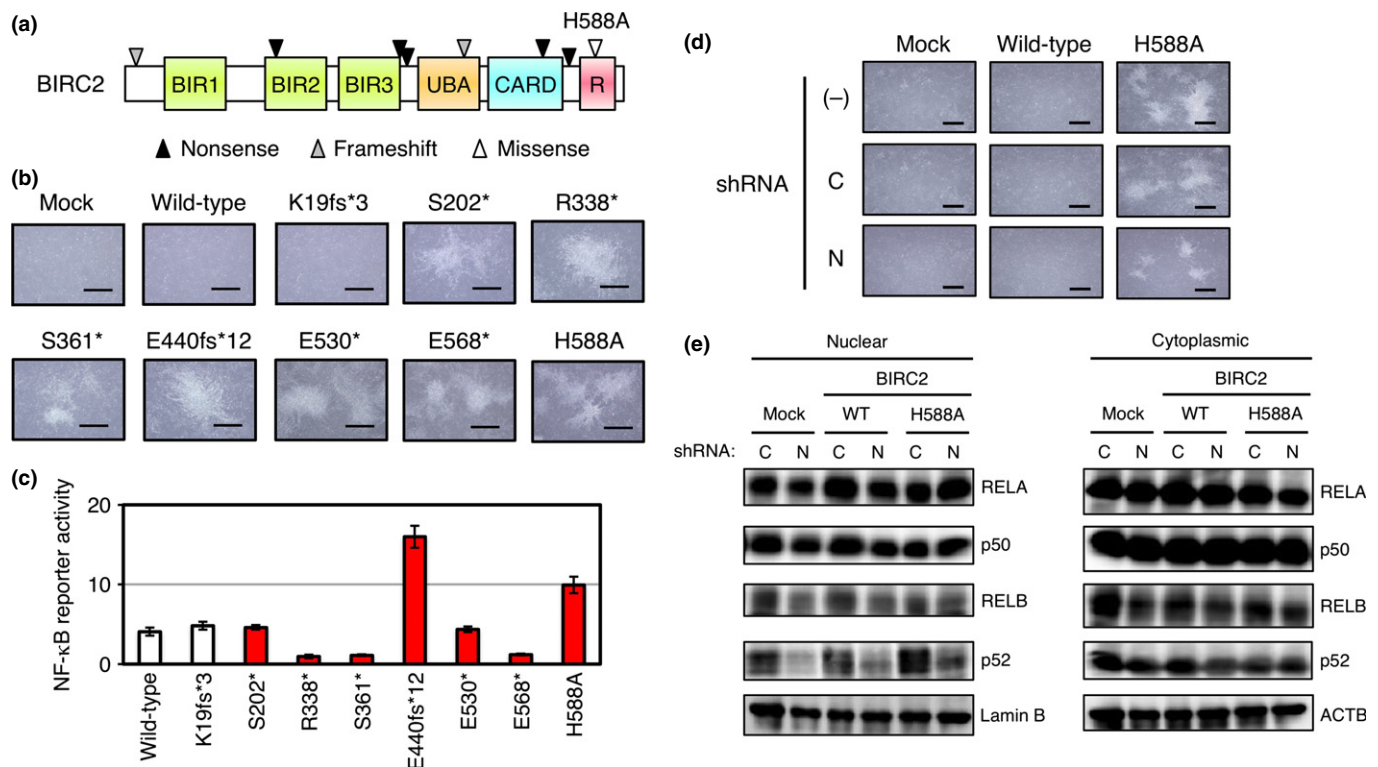 (a)
H588A
BIRC2
BIR1
BIR2
BIR3
UBA
CARD
R
Nonsense
Frameshift
Missense
(b)
Mock
Wild-type
K19fs*3
S202*
R338*
S361*
E440fs*12
E530*
E568*
H588A
(c)
NF-κB reporter activity
20
10
0
Wild-type
K19fs*3
S202*
R338*
S361*
E440fs*12
E530*
E568*
H588A
(d)
Mock
Wild-type
H588A
shRNA
(–)
C
N
(e)
Nuclear
BIRC2
Mock
WT
H588A
shRNA:
C N C N C N
RELA
p50
RELB
p52
Lamin B
Cytoplasmic
BIRC2
Mock
WT
H588A
C N C N C N
RELA
p50
RELB
p52
ACTB